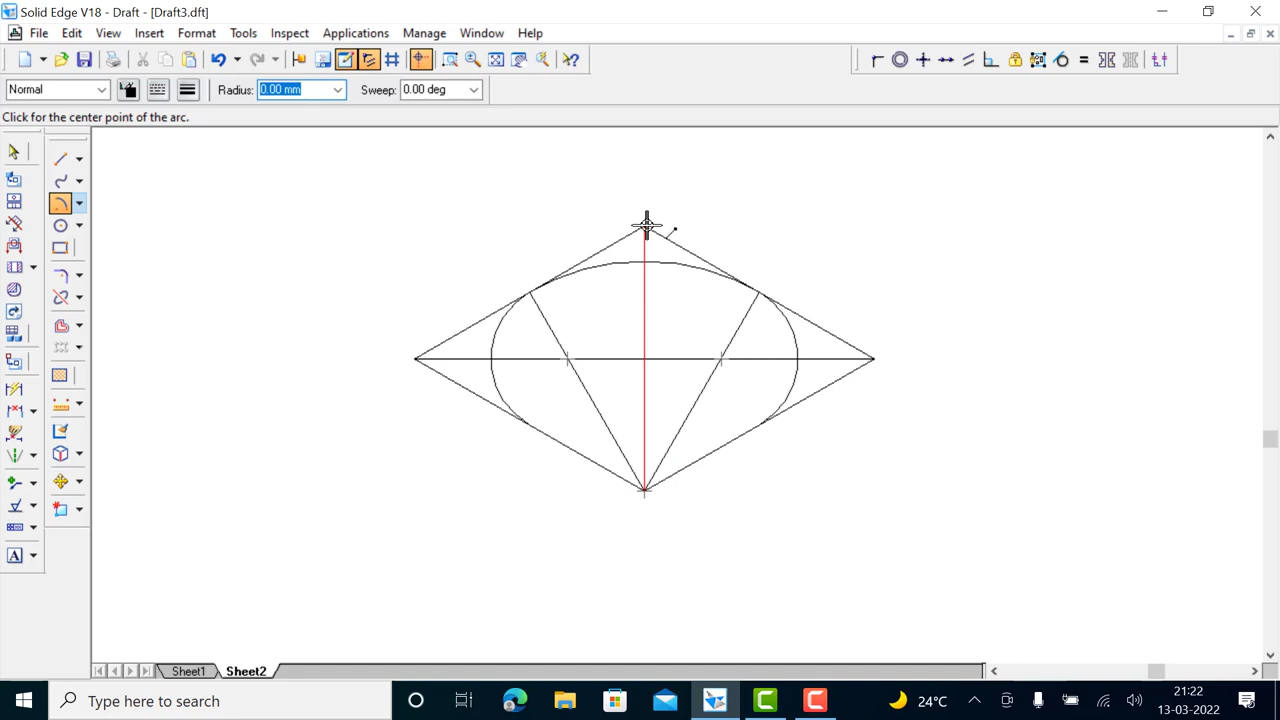 Solid Edge V18 - Draft - [Draft3.dft]
File Edit View Insert Format Tools Inspect Applications Manage Window Help
Normal Radius: 0.00 mm Sweep: 0.00 deg
Click for the center point of the arc.
A
Sheet1 Sheet2
Type here to search
24°C
21:22
13-03-2022